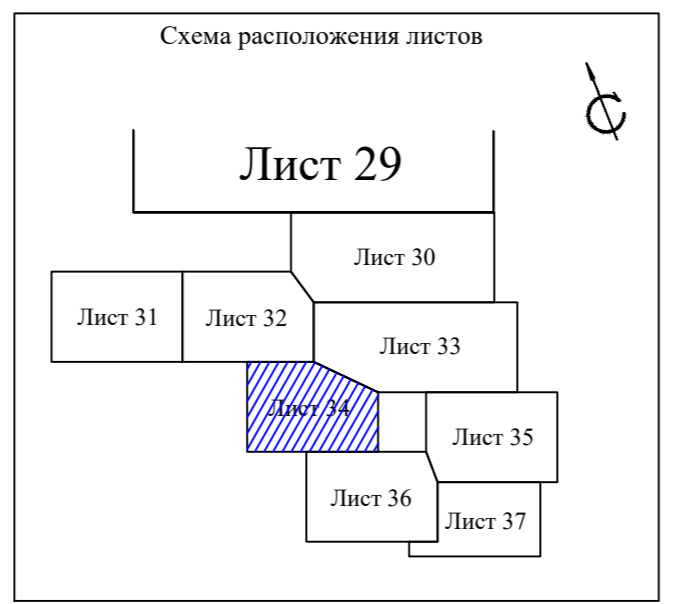 Схема расположения листов
С
Лист 29
Лист 30
Лист 31
Лист 32
Лист 33
Лист 34
Лист 35
Лист 36
Лист 37